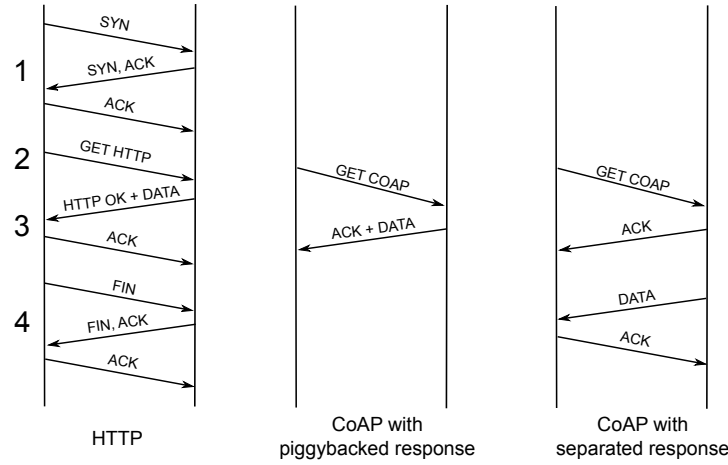 SYN
1
SYN, ACK
ACK
2
GET HTTP
HTTP OK + DATA
3
ACK
FIN
4
FIN, ACK
ACK
HTTP
GET COAP
ACK + DATA
CoAP with
piggybacked response
GET COAP
ACK
DATA
ACK
CoAP with
separated response